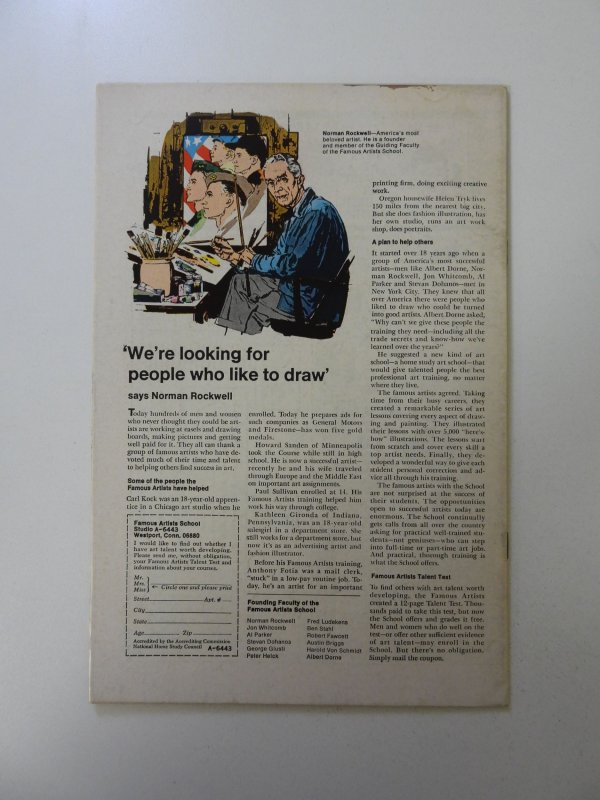 Norman Rockwell—America's most
beloved artist. He is a founder
and member of the Guiding Faculty
of the Famous Artists School.
'We're looking for
people who like to draw'
says Norman Rockwell
Today hundreds of men and women
who never thought they could be art-
ists are working at easels and drawing
boards, making pictures and getting
well paid for it. They all can thank a
group of famous artists who have de-
voted much of their time and talent
to helping others find success in art.
Some of the people the
Famous Artists have helped
Carl Kock was an 18-year-old appren-
tice in a Chicago art studio when he
Famous Artists School
Studio A-6443
Westport, Conn. 06880
I would like to find out whether I
have art talent worth developing.
Please send me, without obligation,
your Famous Artists Talent Test and
information about your courses.
Mr.
Mrs.
Miss
Circle one and please print
Street Apt. #
City
State
Age Zip
Accredited by the Accrediting Commission
National Home Study Council A-6443
enrolled. Today he prepares ads for
such companies as General Motors
and Firestone—has won five gold
medals.
Howard Sanden of Minneapolis
took the Course while still in high
school. He is now a successful artist—
recently he and his wife traveled
through Europe and the Middle East
on important art assignments.
Paul Sullivan enrolled at 14. His
Famous Artists training helped him
work his way through college.
Kathleen Gironda of Indiana,
Pennsylvania, was an 18-year-old
salesgirl in a department store. She
still works for a department store, but
now it's as an advertising artist and
fashion illustrator.
Before his Famous Artists training,
Anthony Fotia was a mail clerk,
"stuck" in a low-pay routine job. To-
day, he's an artist for an important
Founding Faculty of the
Famous Artists School
Norman Rockwell
Jon Whitcomb
Al Parker
Stevan Dohanos
George Giusti
Peter Helck
Fred Ludekens
Ben Stahl
Robert Fawcett
Austin Briggs
Harold Von Schmidt
Albert Dorne
printing firm, doing exciting creative
work.
Oregon housewife Helen Tryk lives
150 miles from the nearest big city.
But she does fashion illustration, has
her own studio, runs an art work
shop, does portraits.
A plan to help others
It started over 18 years ago when a
group of America's most successful
artists—men like Albert Dorne, Nor-
man Rockwell, Jon Whitcomb, Al
Parker and Stevan Dohanos—met in
New York City. They knew that all
over America there were people who
liked to draw who could be turned
into good artists. Albert Dorne asked,
"Why can't we give these people the
training they need—including all the
trade secrets and know-how we've
learned over the years?"
He suggested a new kind of art
school—a home study art school—that
would give talented people the best
professional art training, no matter
where they live.
The famous artists agreed. Taking
time from their busy careers, they
created a remarkable series of art
lessons covering every aspect of draw-
ing and painting. They illustrated
their lessons with over 5,000 "here's-
how" illustrations. The lessons start
from scratch and cover every skill a
top artist needs. Finally, they de-
veloped a wonderful way to give each
student personal correction and ad-
vice all through his training.
The famous artists with the School
are not surprised at the success of
their students. The opportunities
open to successful artists today are
enormous. The School continually
gets calls from all over the country
asking for practical well-trained stu-
dents—not geniuses—who can step
into full-time or part-time art jobs.
And practical, thorough training is
what the School offers.
Famous Artists Talent Test
To find others with art talent worth
developing, the Famous Artists
created a 12-page Talent Test. Thou-
sands paid to take this test, but now
the School offers and grades it free.
Men and women who do well on the
test—or offer other sufficient evidence
of art talent—may enroll in the
School. But there's no obligation.
Simply mail the coupon.